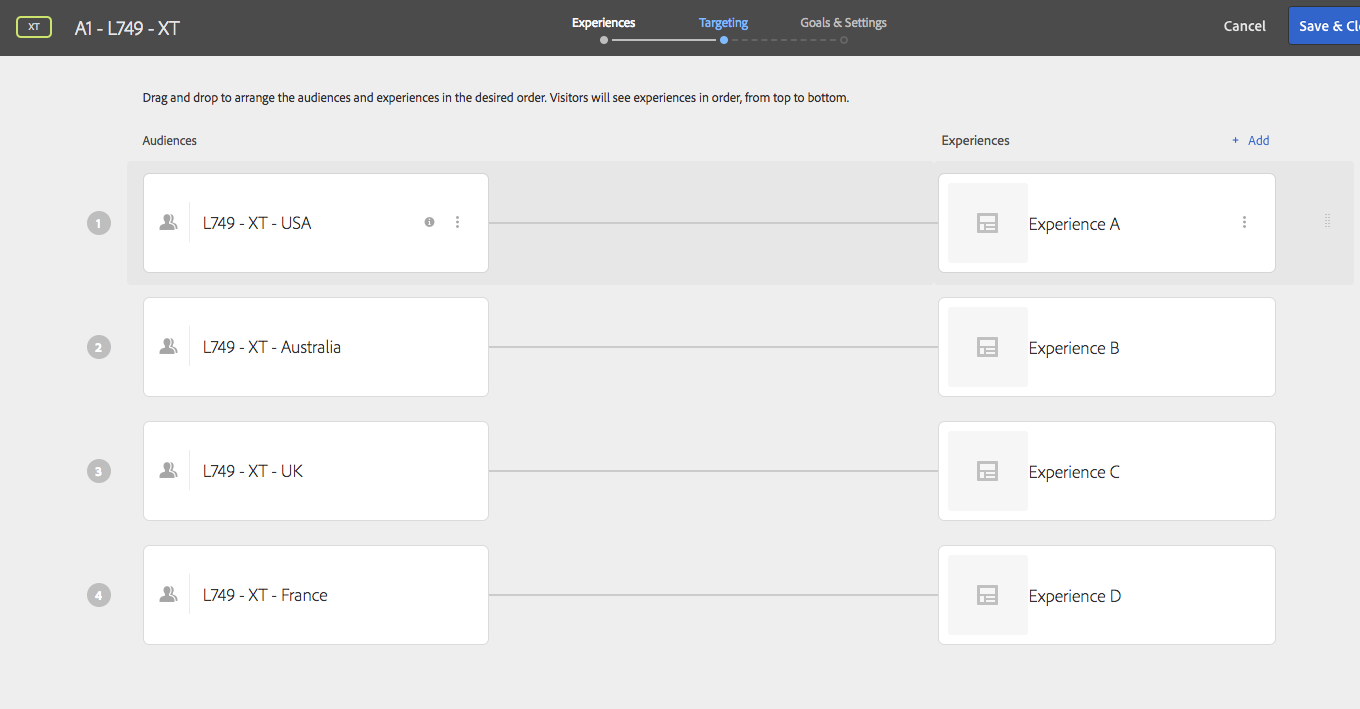 XT
A1 - L749 - XT
Experiences
Targeting
Goals & Settings
Cancel
Save & Cl
Drag and drop to arrange the audiences and experiences in the desired order. Visitors will see experiences in order, from top to bottom.
Audiences
Experiences
+ Add
1
L749 - XT - USA
Experience A
2
L749 - XT - Australia
Experience B
3
L749 - XT - UK
Experience C
4
L749 - XT - France
Experience D